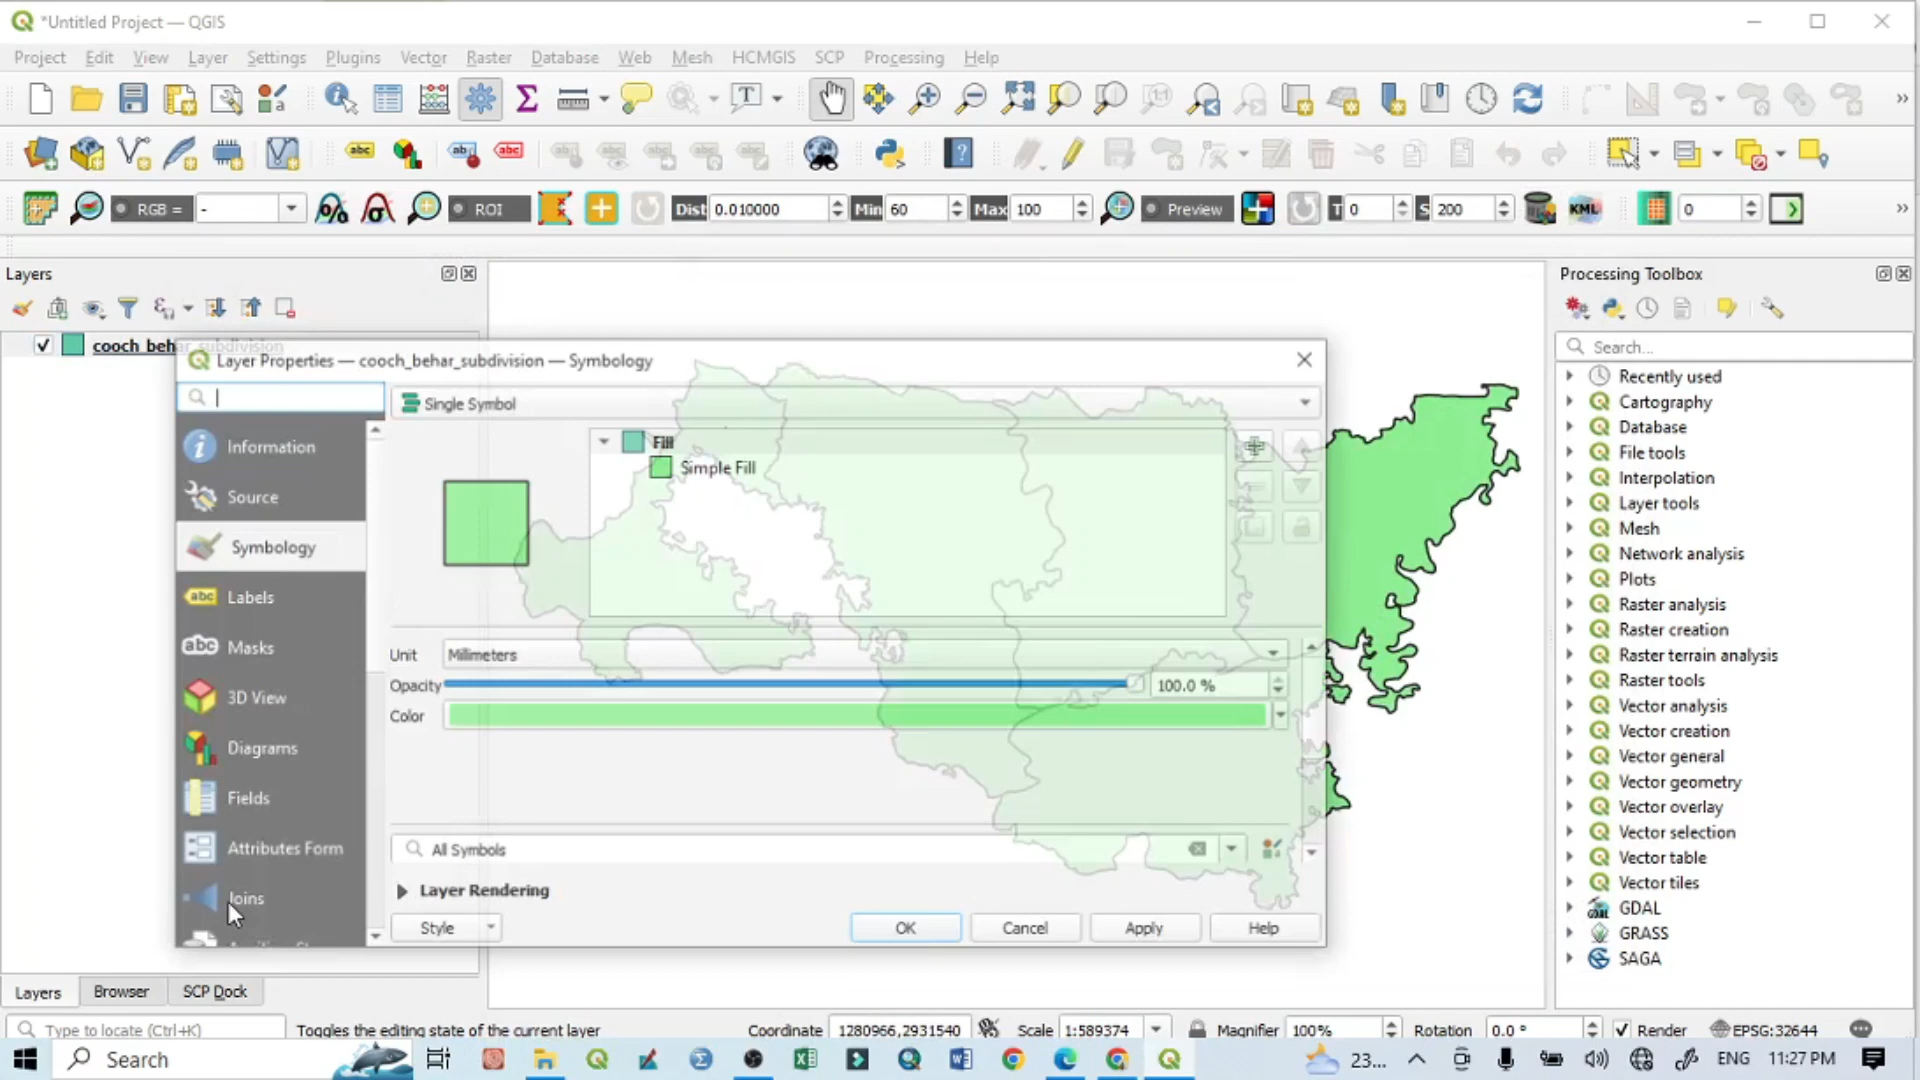 *Untitled Project — QGIS
Project Edit View Layer Settings Plugins Vector Raster Database Web Mesh HCMGIS SCP Processing Help
RGB = - ROI Dist 0.010000 Min 60 Max 100 Preview T 0 S 200 KML 0
Layers
cooch_behar_subdivision
Layer Properties — cooch_behar_subdivision — Symbology
Information
Source
Symbology
Labels
Masks
3D View
Diagrams
Fields
Attributes Form
Joins
Single Symbol
Fill
Simple Fill
Unit Millimeters
Opacity 100.0 %
Color
All Symbols
Layer Rendering
Style OK Cancel Apply Help
Processing Toolbox
Search...
Recently used
Cartography
Database
File tools
Interpolation
Layer tools
Mesh
Network analysis
Plots
Raster analysis
Raster creation
Raster terrain analysis
Raster tools
Vector analysis
Vector creation
Vector general
Vector geometry
Vector overlay
Vector selection
Vector table
Vector tiles
GDAL
GRASS
SAGA
Layers Browser SCP Dock
Type to locate (Ctrl+K) Toggles the editing state of the current layer Coordinate 1280966,2931540 Scale 1:589374 Magnifier 100% Rotation 0.0 ° Render EPSG:32644
Search 23... ENG 11:27 PM